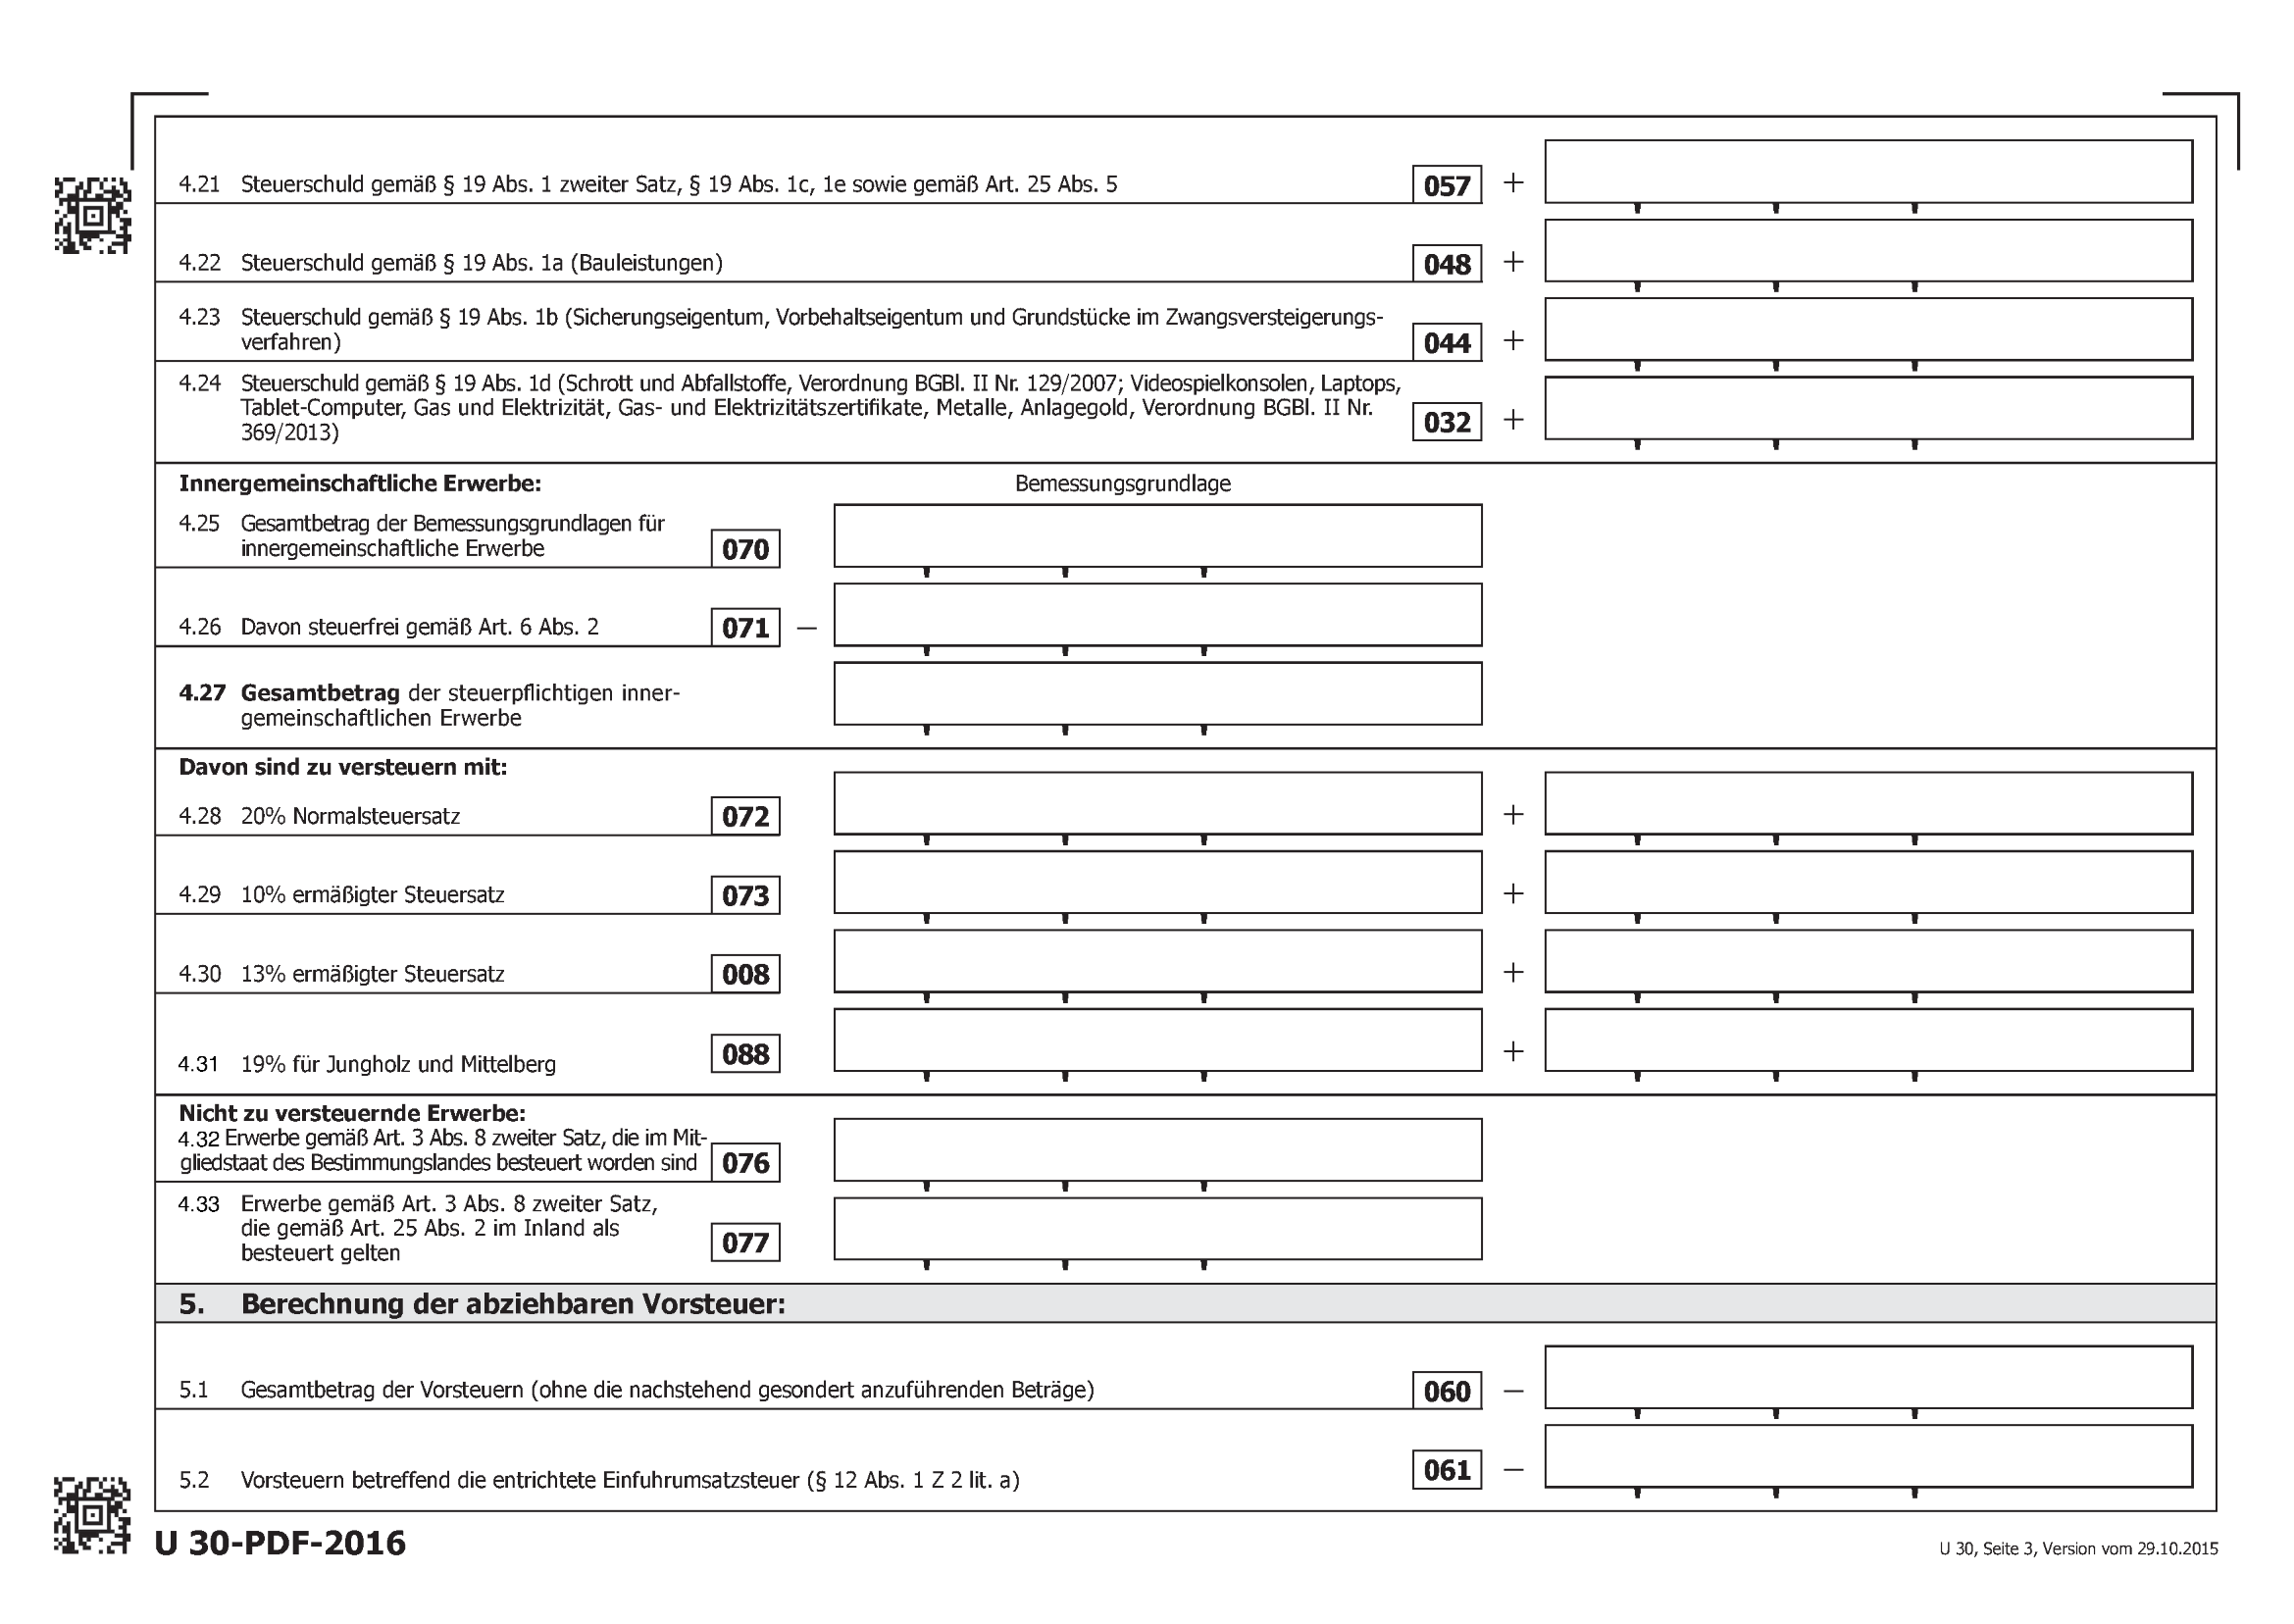 4.21 Steuerschuld gemäß § 19 Abs. 1 zweiter Satz, § 19 Abs. 1c, 1e sowie gemäß Art. 25 Abs. 5 057 +
4.22 Steuerschuld gemäß § 19 Abs. 1a (Bauleistungen) 048 +
4.23 Steuerschuld gemäß § 19 Abs. 1b (Sicherungseigentum, Vorbehaltseigentum und Grundstücke im Zwangsversteigerungs-
verfahren) 044 +
4.24 Steuerschuld gemäß § 19 Abs. 1d (Schrott und Abfallstoffe, Verordnung BGBl. II Nr. 129/2007; Videospielkonsolen, Laptops,
Tablet-Computer, Gas und Elektrizität, Gas- und Elektrizitätszertifikate, Metalle, Anlagegold, Verordnung BGBl. II Nr.
369/2013) 032 +
Innergemeinschaftliche Erwerbe: Bemessungsgrundlage
4.25 Gesamtbetrag der Bemessungsgrundlagen für
innergemeinschaftliche Erwerbe 070
4.26 Davon steuerfrei gemäß Art. 6 Abs. 2 071 –
4.27 Gesamtbetrag der steuerpflichtigen inner-
gemeinschaftlichen Erwerbe
Davon sind zu versteuern mit:
4.28 20% Normalsteuersatz 072 +
4.29 10% ermäßigter Steuersatz 073 +
4.30 13% ermäßigter Steuersatz 008 +
4.31 19% für Jungholz und Mittelberg 088 +
Nicht zu versteuernde Erwerbe:
4.32 Erwerbe gemäß Art. 3 Abs. 8 zweiter Satz, die im Mit-
gliedstaat des Bestimmungslandes besteuert worden sind 076
4.33 Erwerbe gemäß Art. 3 Abs. 8 zweiter Satz,
die gemäß Art. 25 Abs. 2 im Inland als
besteuert gelten 077
5. Berechnung der abziehbaren Vorsteuer:
5.1 Gesamtbetrag der Vorsteuern (ohne die nachstehend gesondert anzuführenden Beträge) 060 –
5.2 Vorsteuern betreffend die entrichtete Einfuhrumsatzsteuer (§ 12 Abs. 1 Z 2 lit. a) 061 –
U 30-PDF-2016
U 30, Seite 3, Version vom 29.10.2015